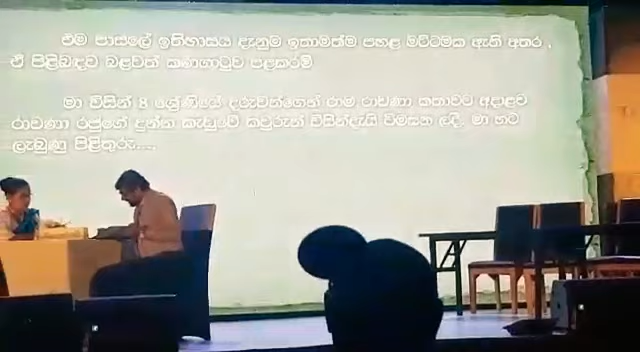 එම පාසලේ ඉතිහාසය දැනුම ඉතාමත්ම පහළ මට්ටමක ඇති අතර ,
ඒ පිළිබඳව බලවත් කණගාටුව පළකරමි
මා විසින් 8 ශ්‍රේණියේ දරුවන්ගෙන් රාම රාවණා කතාවට අදාළව
රාවණා රජුගේ දුන්න කැඩුවේ කවුරුන් විසින්දැයි විමසන ලදී. මා හට
ලැබුණු පිළිතුරු.....